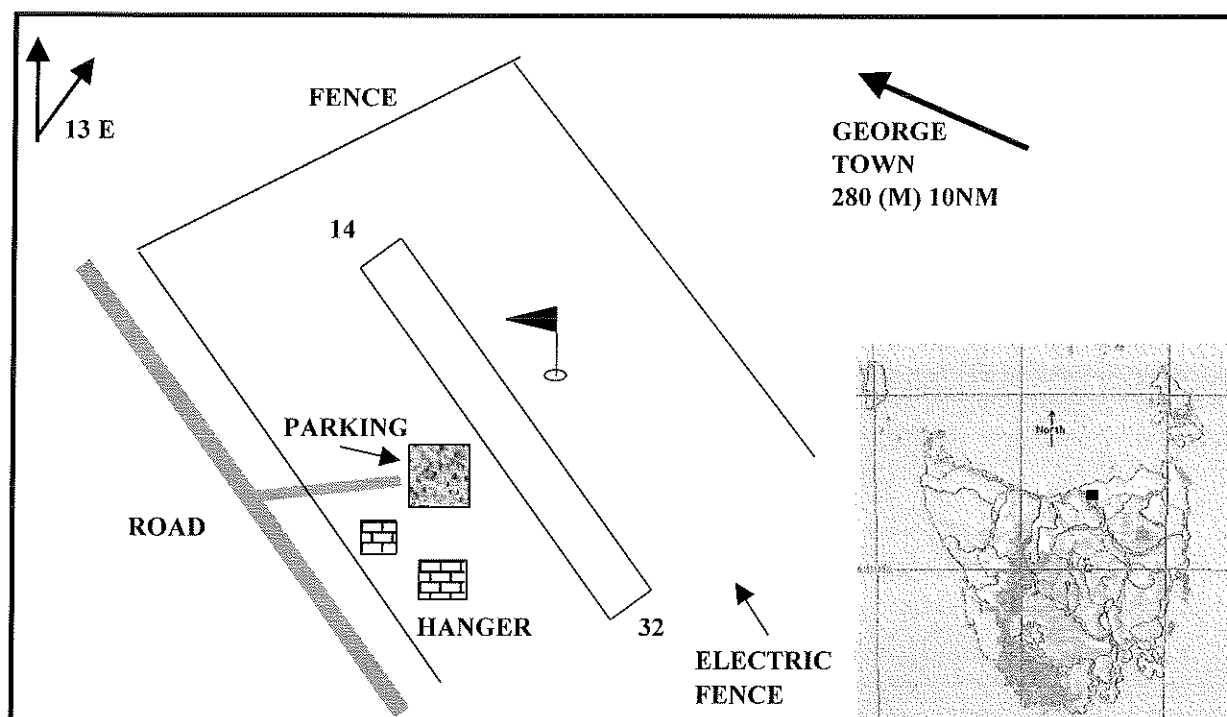 FENCE
13 E
GEORGE
TOWN
280 (M) 10NM
14
North
PARKING
ROAD
HANGER
32
ELECTRIC
FENCE